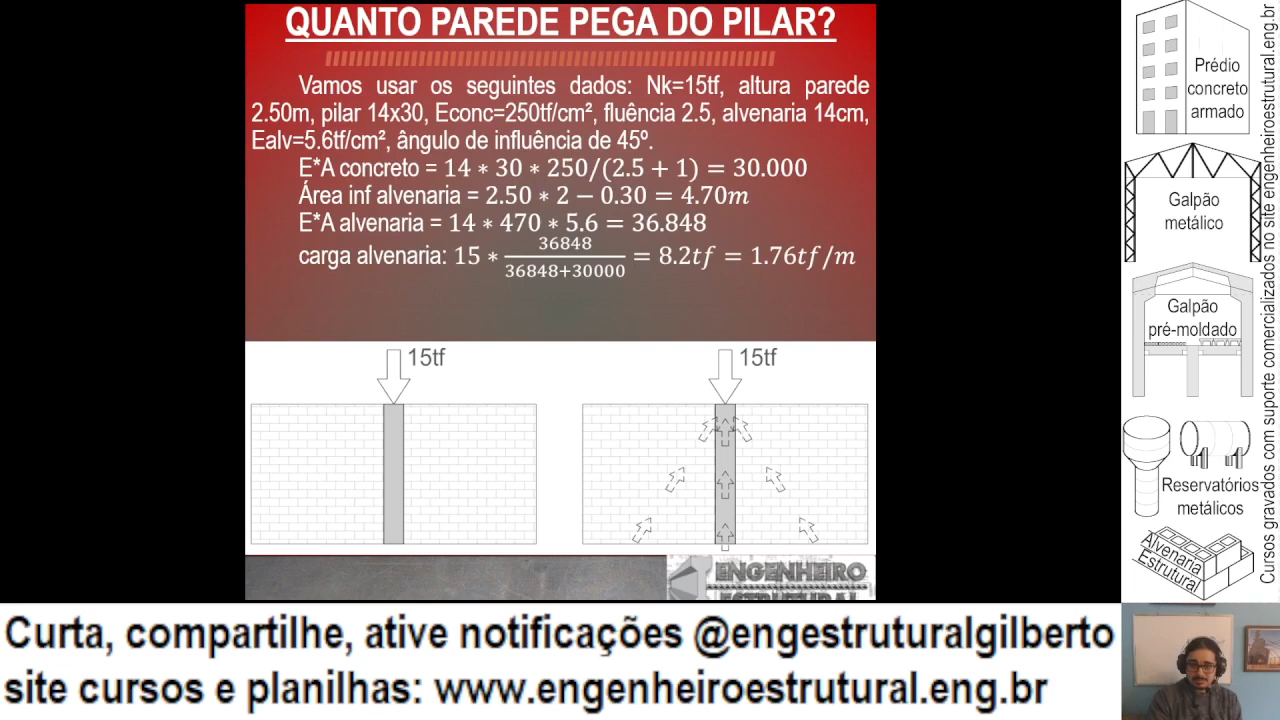 QUANTO PAREDE PEGA DO PILAR?
Vamos usar os seguintes dados: Nk=15tf, altura parede
2.50m, pilar 14x30, Econc=250tf/cm², fluência 2.5, alvenaria 14cm,
Ealv=5.6tf/cm², ângulo de influência de 45º.
E*A concreto = 14 ∗ 30 ∗ 250/(2.5 + 1) = 30.000
Área inf alvenaria = 2.50 ∗ 2 − 0.30 = 4.70m
E*A alvenaria = 14 ∗ 470 ∗ 5.6 = 36.848
carga alvenaria: 15 ∗ 36848/36848+30000 = 8.2tf = 1.76tf/m
15tf
15tf
ENGENHEIRO
ESTRUTURAL
Prédio
concreto
armado
Galpão
metálico
Galpão
pré-moldado
Reservatórios
metálicos
Alvenaria
Estrutural
Cursos gravados com suporte comercializados no site engenheiroestrutural.eng.br
Curta, compartilhe, ative notificações @engestruturalgilberto
site cursos e planilhas: www.engenheiroestrutural.eng.br